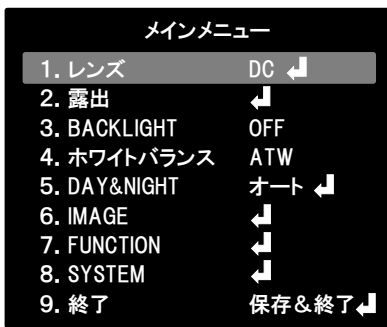 メインメニュー
1. レンズ DC ↲
2. 露出 ↲
3. BACKLIGHT OFF
4. ホワイトバランス ATW
5. DAY&NIGHT オート ↲
6. IMAGE ↲
7. FUNCTION ↲
8. SYSTEM ↲
9. 終了 保存&終了↲